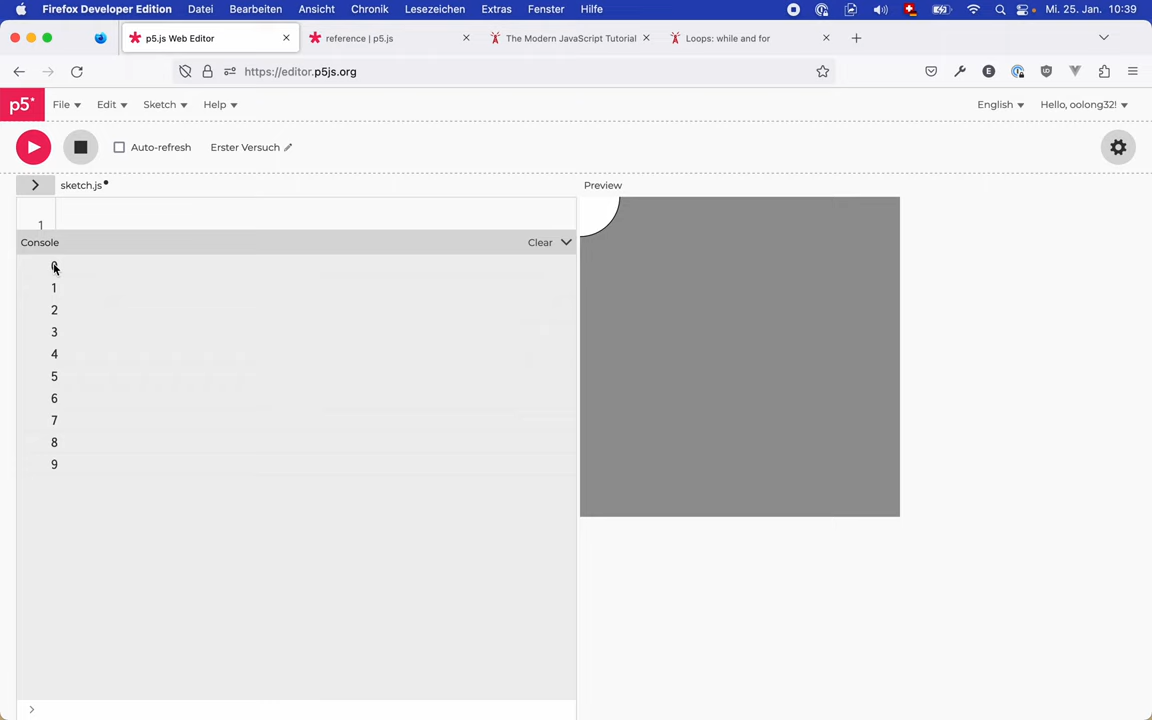 Firefox Developer Edition Datei Bearbeiten Ansicht Chronik Lesezeichen Extras Fenster Hilfe Mi. 25. Jan. 10:39
p5.js Web Editor reference | p5.js The Modern JavaScript Tutorial Loops: while and for
https://editor.p5js.org
p5* File Edit Sketch Help English Hello, oolong32!
Auto-refresh Erster Versuch
sketch.js Preview
1
Console Clear
0
1
2
3
4
5
6
7
8
9